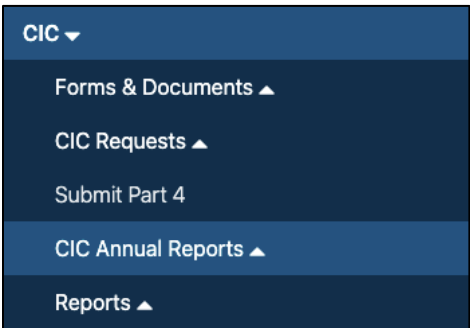 CIC
Forms & Documents
CIC Requests
Submit Part 4
CIC Annual Reports
Reports